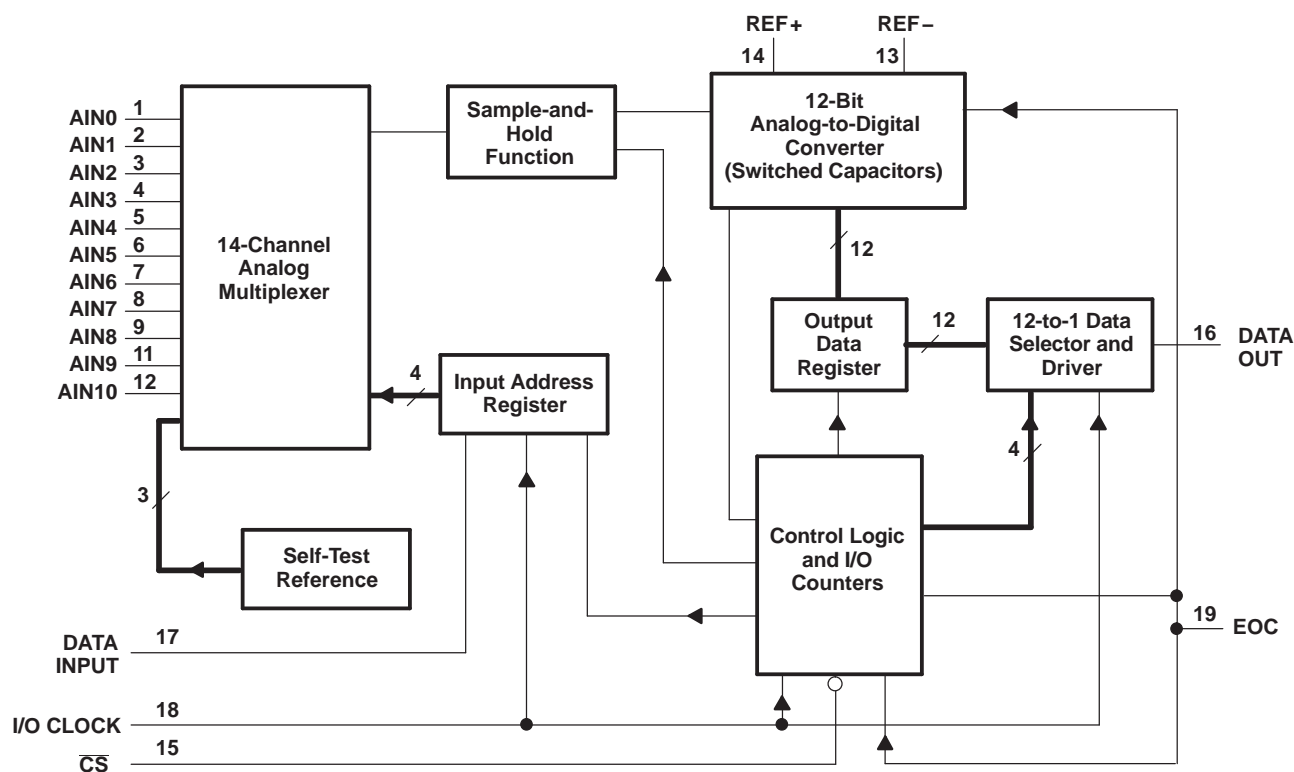 REF+
REF−
14
13
12-Bit
Analog-to-Digital
Converter
(Switched Capacitors)
Sample-and-
Hold
Function
14-Channel
Analog
Multiplexer
AIN0 1
AIN1 2
AIN2 3
AIN3 4
AIN4 5
AIN5 6
AIN6 7
AIN7 8
AIN8 9
AIN9 11
AIN10 12
12
Output
Data
Register
12
12-to-1 Data
Selector and
Driver
16 DATA
OUT
4
Input Address
Register
4
3
Self-Test
Reference
Control Logic
and I/O
Counters
19 EOC
DATA
INPUT
17
I/O CLOCK 18
C̅S̅ 15